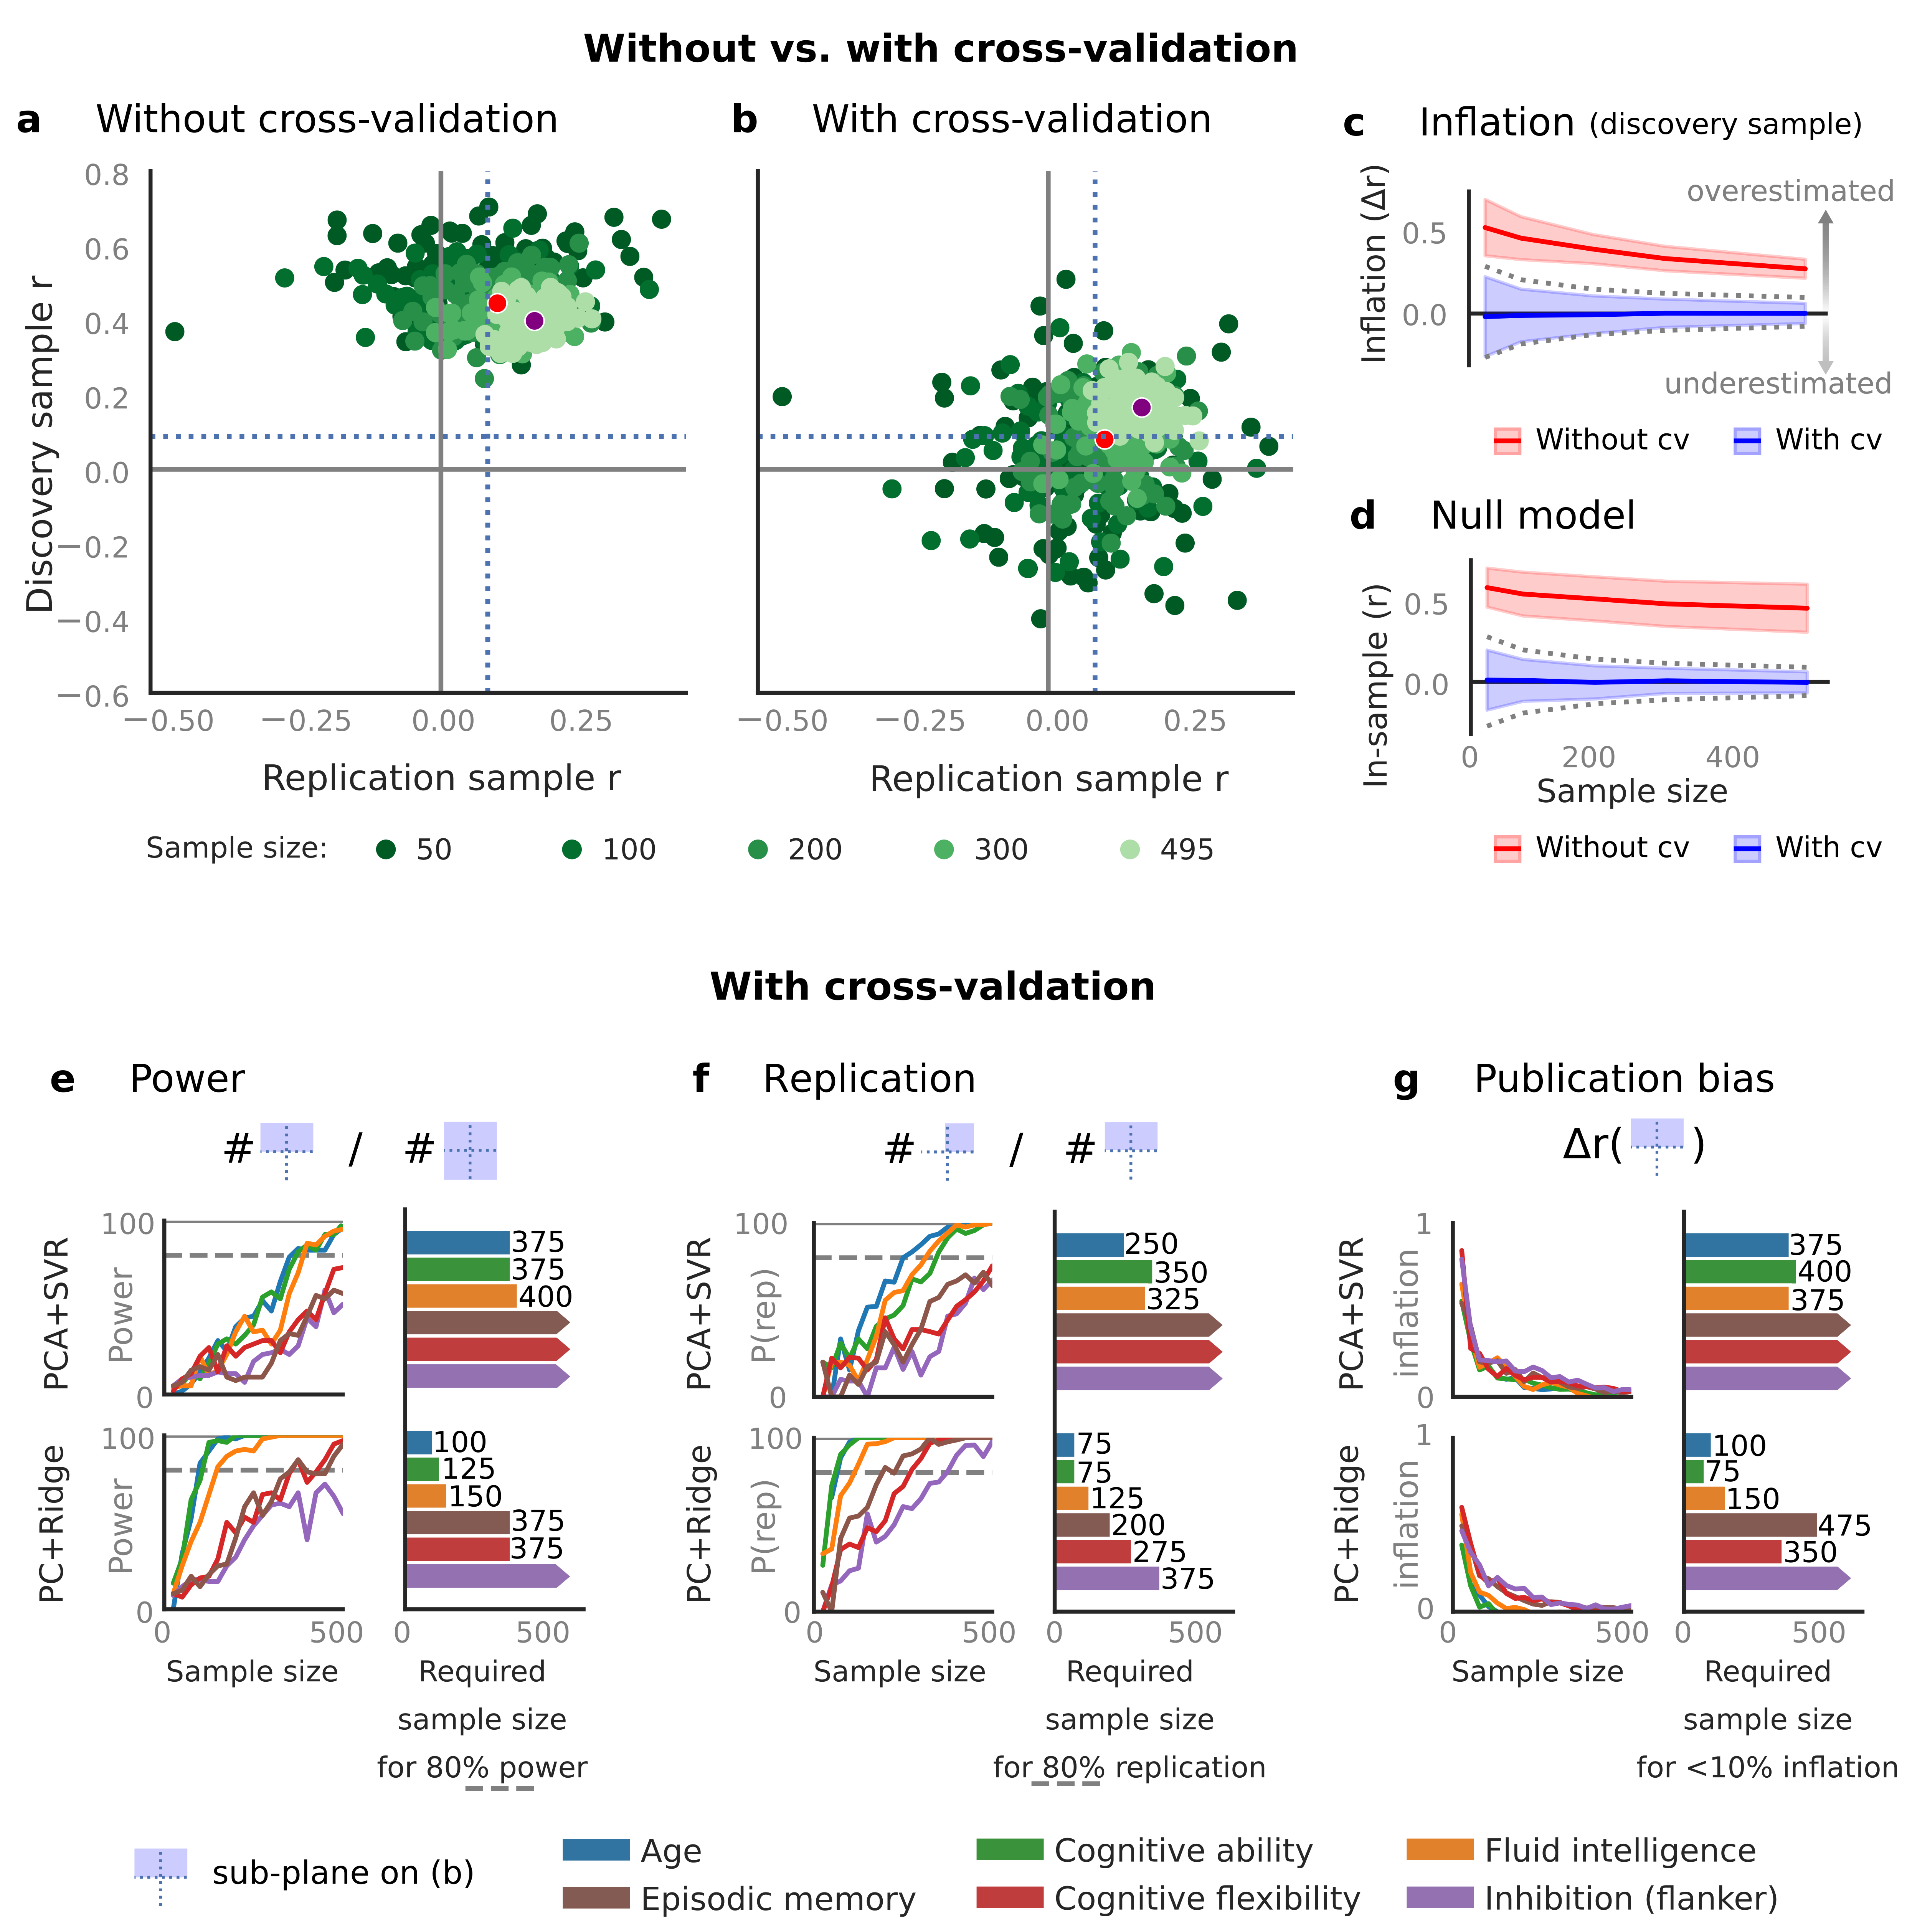 Without vs. with cross-validation
a Without cross-validation
b With cross-validation
c Inflation (discovery sample)
Discovery sample r
0.8
0.6
0.4
0.2
0.0
−0.2
−0.4
−0.6
−0.50 −0.25 0.00 0.25
Replication sample r
−0.50 −0.25 0.00 0.25
Replication sample r
Inflation (Δr)
0.5
0.0
overestimated
underestimated
Without cv With cv
d Null model
In-sample (r)
0.5
0.0
0 200 400
Sample size
Without cv With cv
Sample size: 50 100 200 300 495
With cross-valdation
e Power
# / #
PCA+SVR
Power
100
0
375
375
400
PC+Ridge
Power
100
0
100
125
150
375
375
0 500
Sample size
0 500
Required
sample size
for 80% power
f Replication
# / #
PCA+SVR
P(rep)
100
0
250
350
325
PC+Ridge
P(rep)
100
0
75
75
125
200
275
375
0 500
Sample size
0 500
Required
sample size
for 80% replication
g Publication bias
Δr( )
PCA+SVR
inflation
1
0
375
400
375
PC+Ridge
inflation
1
0
100
75
150
475
350
0 500
Sample size
0 500
Required
sample size
for <10% inflation
sub-plane on (b)
Age Cognitive ability Fluid intelligence
Episodic memory Cognitive flexibility Inhibition (flanker)